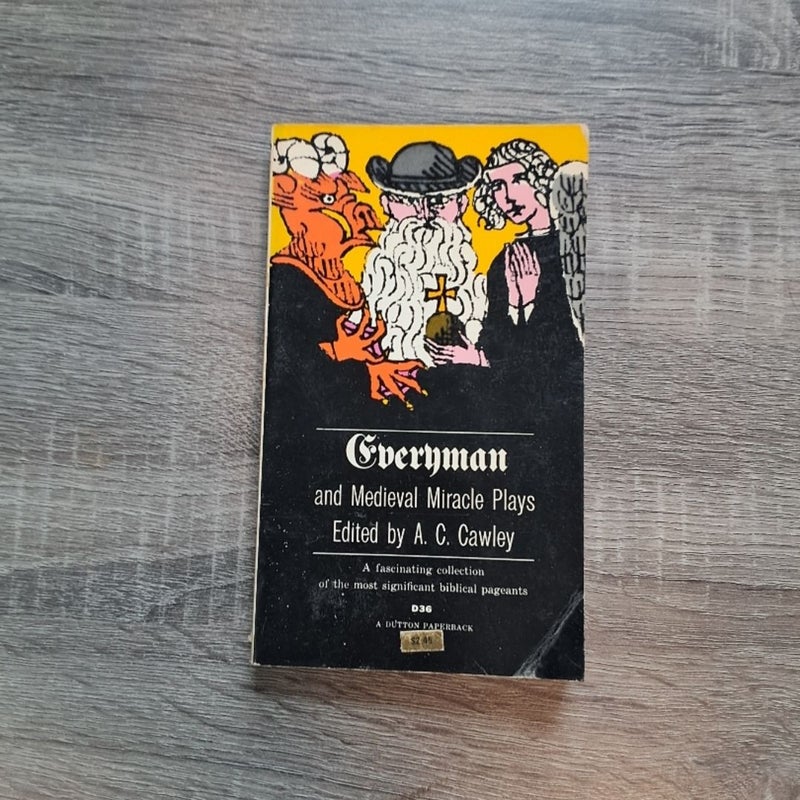 Everyman
and Medieval Miracle Plays
Edited by A. C. Cawley
A fascinating collection
of the most significant biblical pageants
D36
A DUTTON PAPERBACK